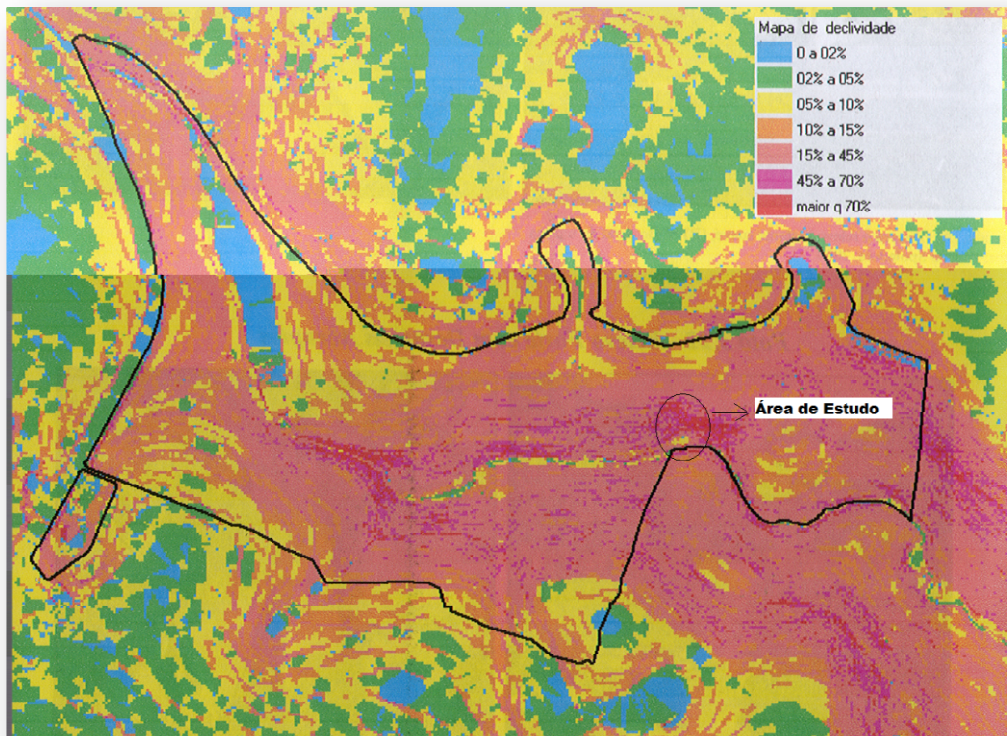 Mapa de declividade
0 a 02%
02% a 05%
05% a 10%
10% a 15%
15% a 45%
45% a 70%
maior q 70%
Área de Estudo